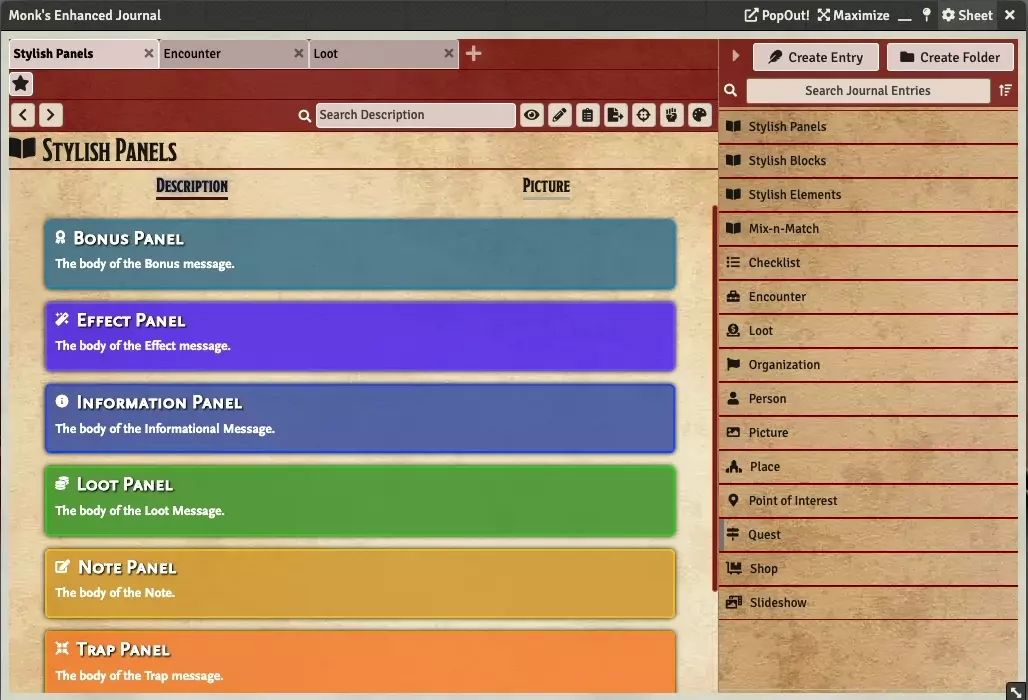 Monk's Enhanced Journal
PopOut! Maximize Sheet
Stylish Panels Encounter Loot
Create Entry Create Folder
Search Journal Entries
Search Description
Stylish Panels
Description Picture
Bonus Panel
The body of the Bonus message.
Effect Panel
The body of the Effect message.
Information Panel
The body of the Informational Message.
Loot Panel
The body of the Loot Message.
Note Panel
The body of the Note.
Trap Panel
The body of the Trap message.
Stylish Panels
Stylish Blocks
Stylish Elements
Mix-n-Match
Checklist
Encounter
Loot
Organization
Person
Picture
Place
Point of Interest
Quest
Shop
Slideshow